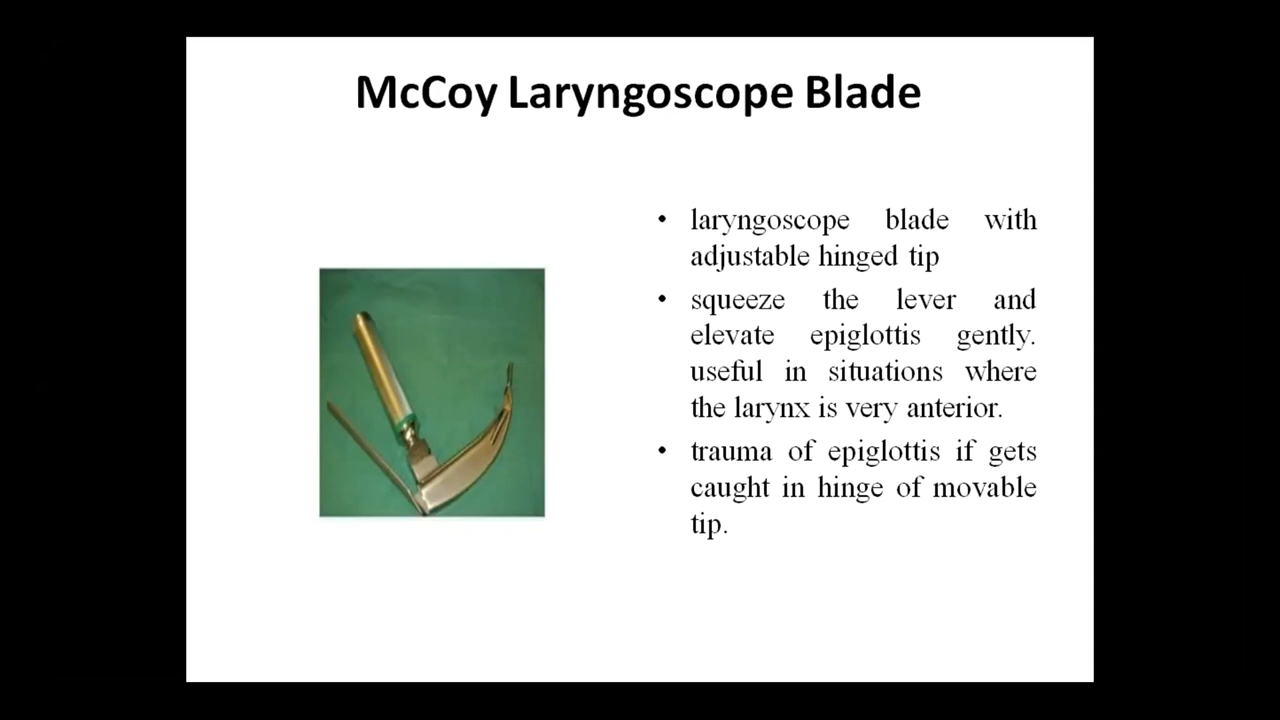 McCoy Laryngoscope Blade
• laryngoscope blade with
adjustable hinged tip
• squeeze the lever and
elevate epiglottis gently.
useful in situations where
the larynx is very anterior.
• trauma of epiglottis if gets
caught in hinge of movable
tip.